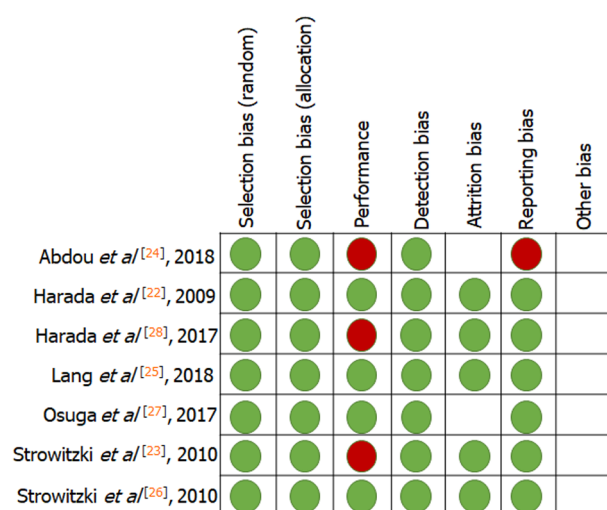 Selection bias (random)
Selection bias (allocation)
Performance
Detection bias
Attrition bias
Reporting bias
Other bias
Abdou et al[24], 2018
Harada et al[22], 2009
Harada et al[28], 2017
Lang et al[25], 2018
Osuga et al[27], 2017
Strowitzki et al[23], 2010
Strowitzki et al[26], 2010